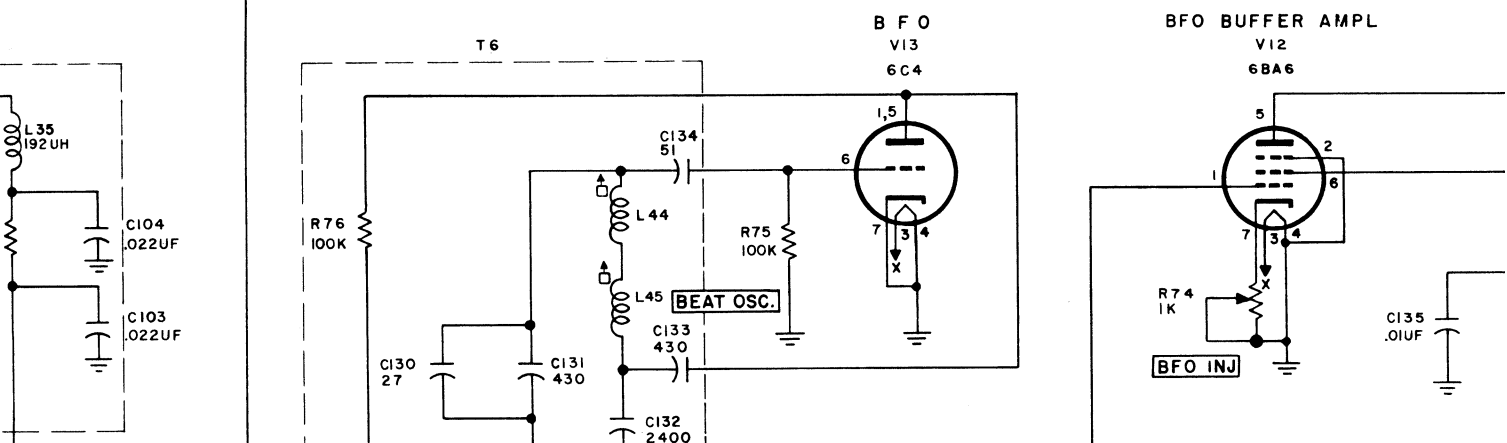 B F O
V13
6C4
BFO BUFFER AMPL
V12
6BA6
T6
L35
192UH
C104
.022UF
C103
.022UF
R76
100K
C134
51
L44
L45
BEAT OSC.
C133
430
C130
27
C131
430
C132
2400
R75
100K
1,5
6
7
3
4
X
5
2
1
6
7
3
4
X
R74
1K
BFO INJ
C135
.01UF